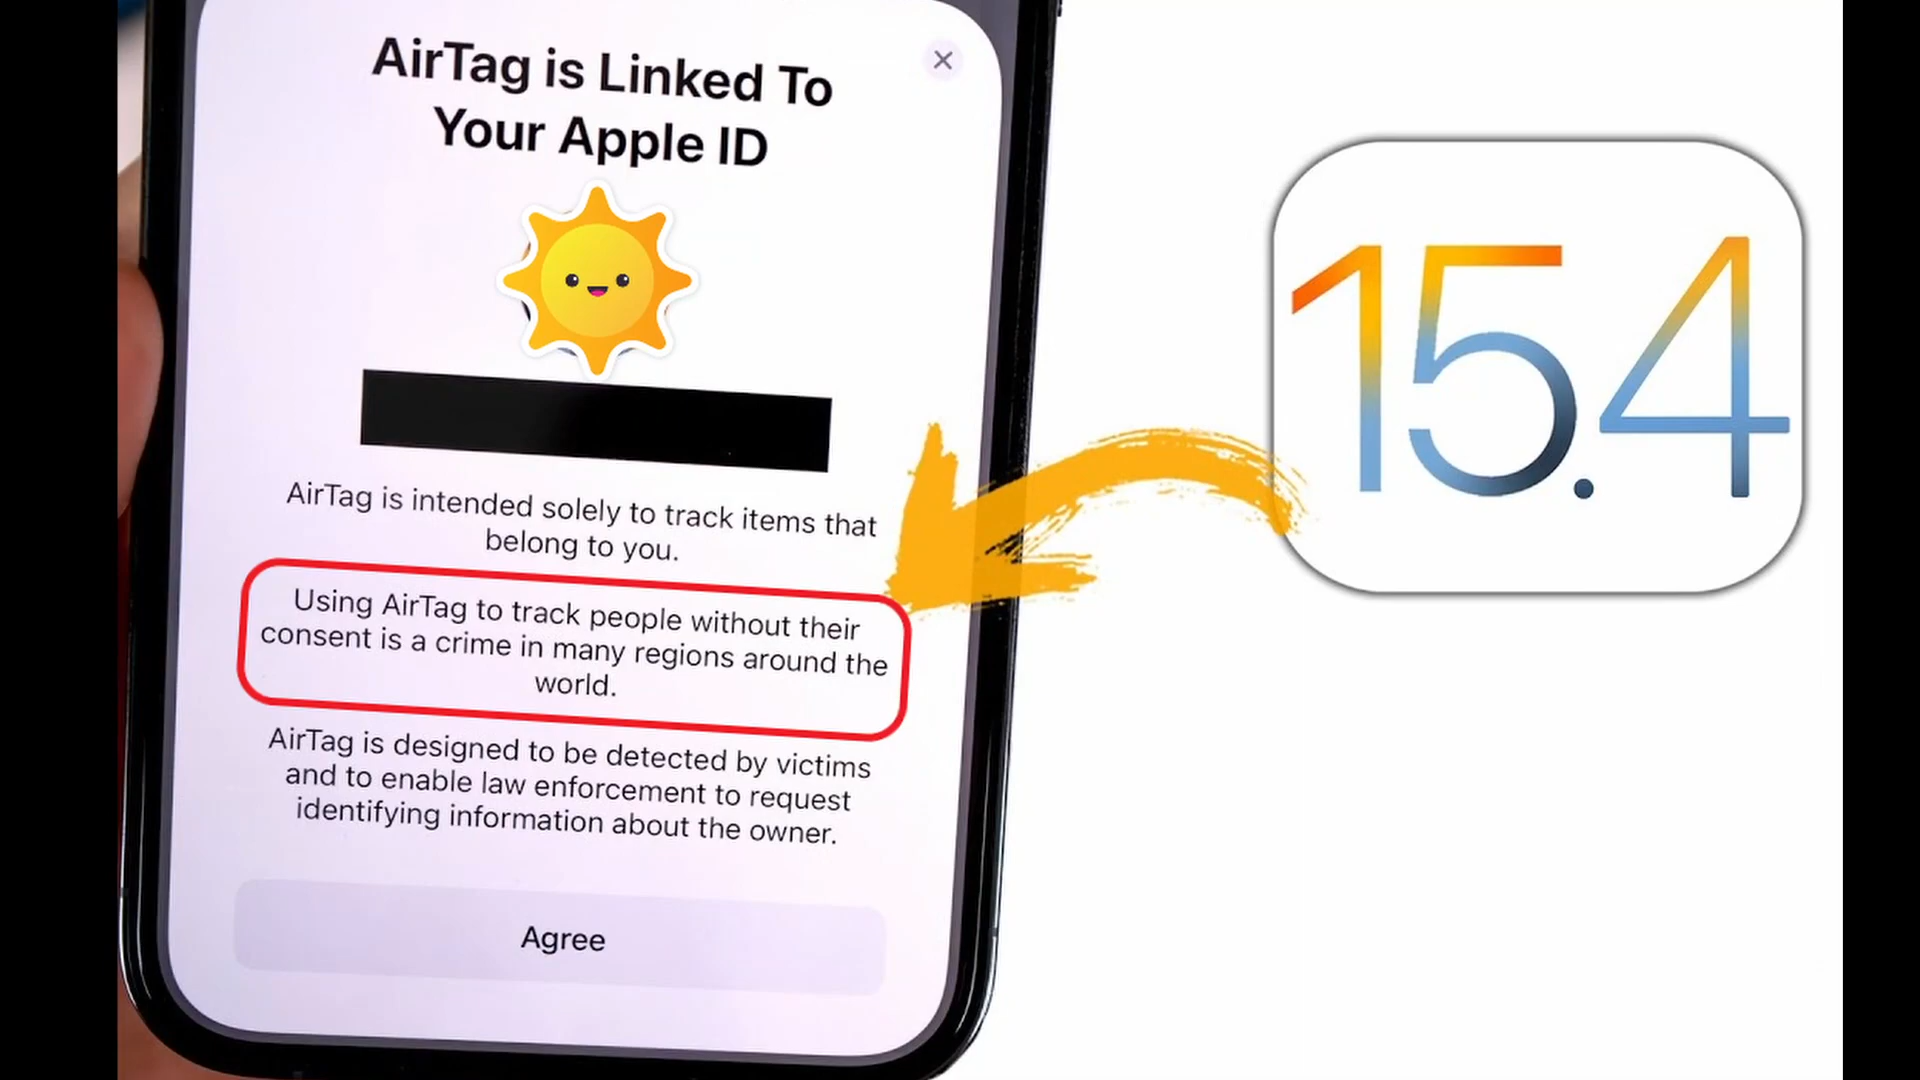 AirTag is Linked To
Your Apple ID
AirTag is intended solely to track items that
belong to you.
Using AirTag to track people without their
consent is a crime in many regions around the
world.
AirTag is designed to be detected by victims
and to enable law enforcement to request
identifying information about the owner.
Agree
15.4